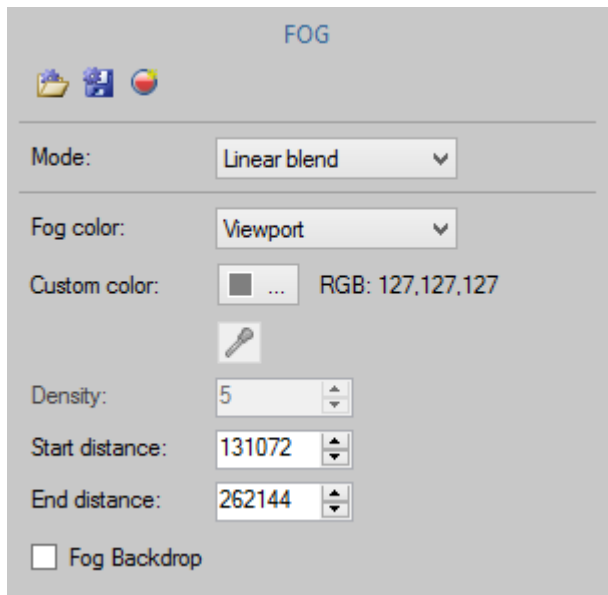 FOG
Mode: Linear blend
Fog color: Viewport
Custom color: ... RGB: 127,127,127
Density: 5
Start distance: 131072
End distance: 262144
Fog Backdrop